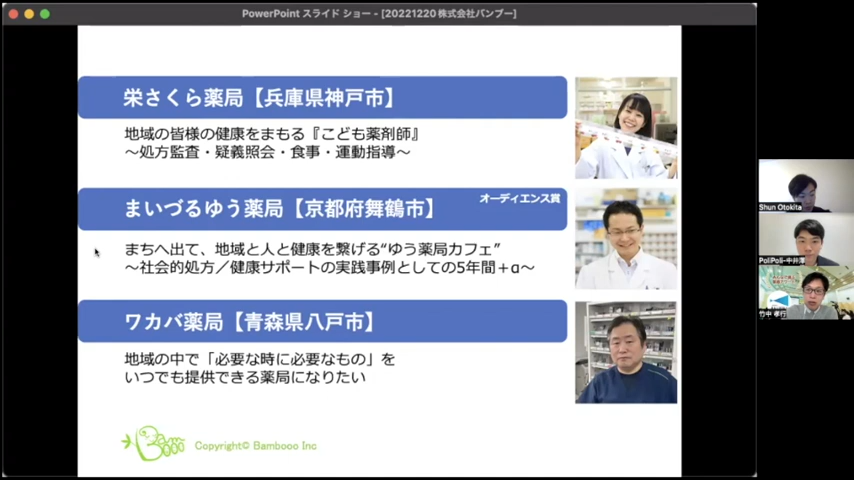 PowerPoint スライド ショー - [20221220 株式会社バンブー]
栄さくら薬局【兵庫県神戸市】
地域の皆様の健康をまもる『こども薬剤師』
～処方監査・疑義照会・食事・運動指導～
オーディエンス賞
まいづるゆう薬局【京都府舞鶴市】
まちへ出て、地域と人と健康を繋げる“ゆう薬局カフェ”
～社会的処方／健康サポートの実践事例としての5年間＋α～
ワカバ薬局【青森県八戸市】
地域の中で「必要な時に必要なもの」を
いつでも提供できる薬局になりたい
Copyright© Bambooo Inc
Shun Otokita
PoliPoli-中井澤
竹中 孝行